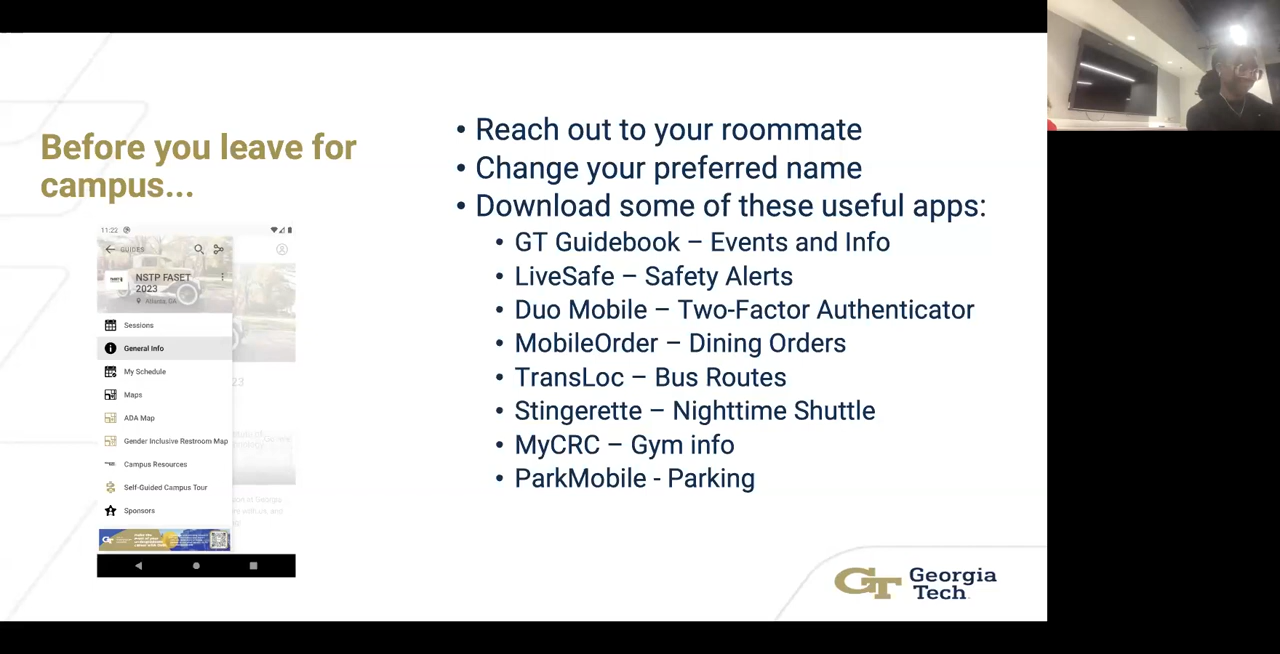 Before you leave for
campus...
11:22
GUIDES
NSTP FASET
2023
Atlanta, GA
Sessions
General Info
My Schedule
Maps
ADA Map
Gender Inclusive Restroom Map
Campus Resources
Self-Guided Campus Tour
Sponsors
GT
• Reach out to your roommate
• Change your preferred name
• Download some of these useful apps:
• GT Guidebook – Events and Info
• LiveSafe – Safety Alerts
• Duo Mobile – Two-Factor Authenticator
• MobileOrder – Dining Orders
• TransLoc – Bus Routes
• Stingerette – Nighttime Shuttle
• MyCRC – Gym info
• ParkMobile - Parking
GT Georgia
Tech